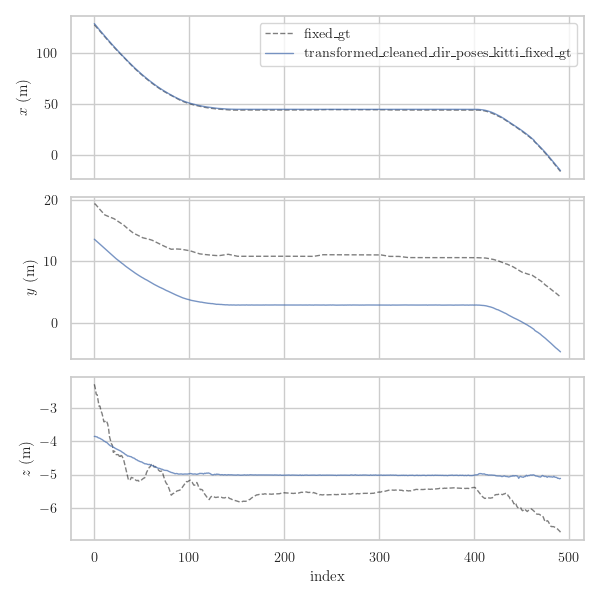 fixed_gt
transformed_cleaned_dir_poses_kitti_fixed_gt
100
50
0
x (m)
20
10
0
y (m)
−3
−4
−5
−6
z (m)
0 100 200 300 400 500
index